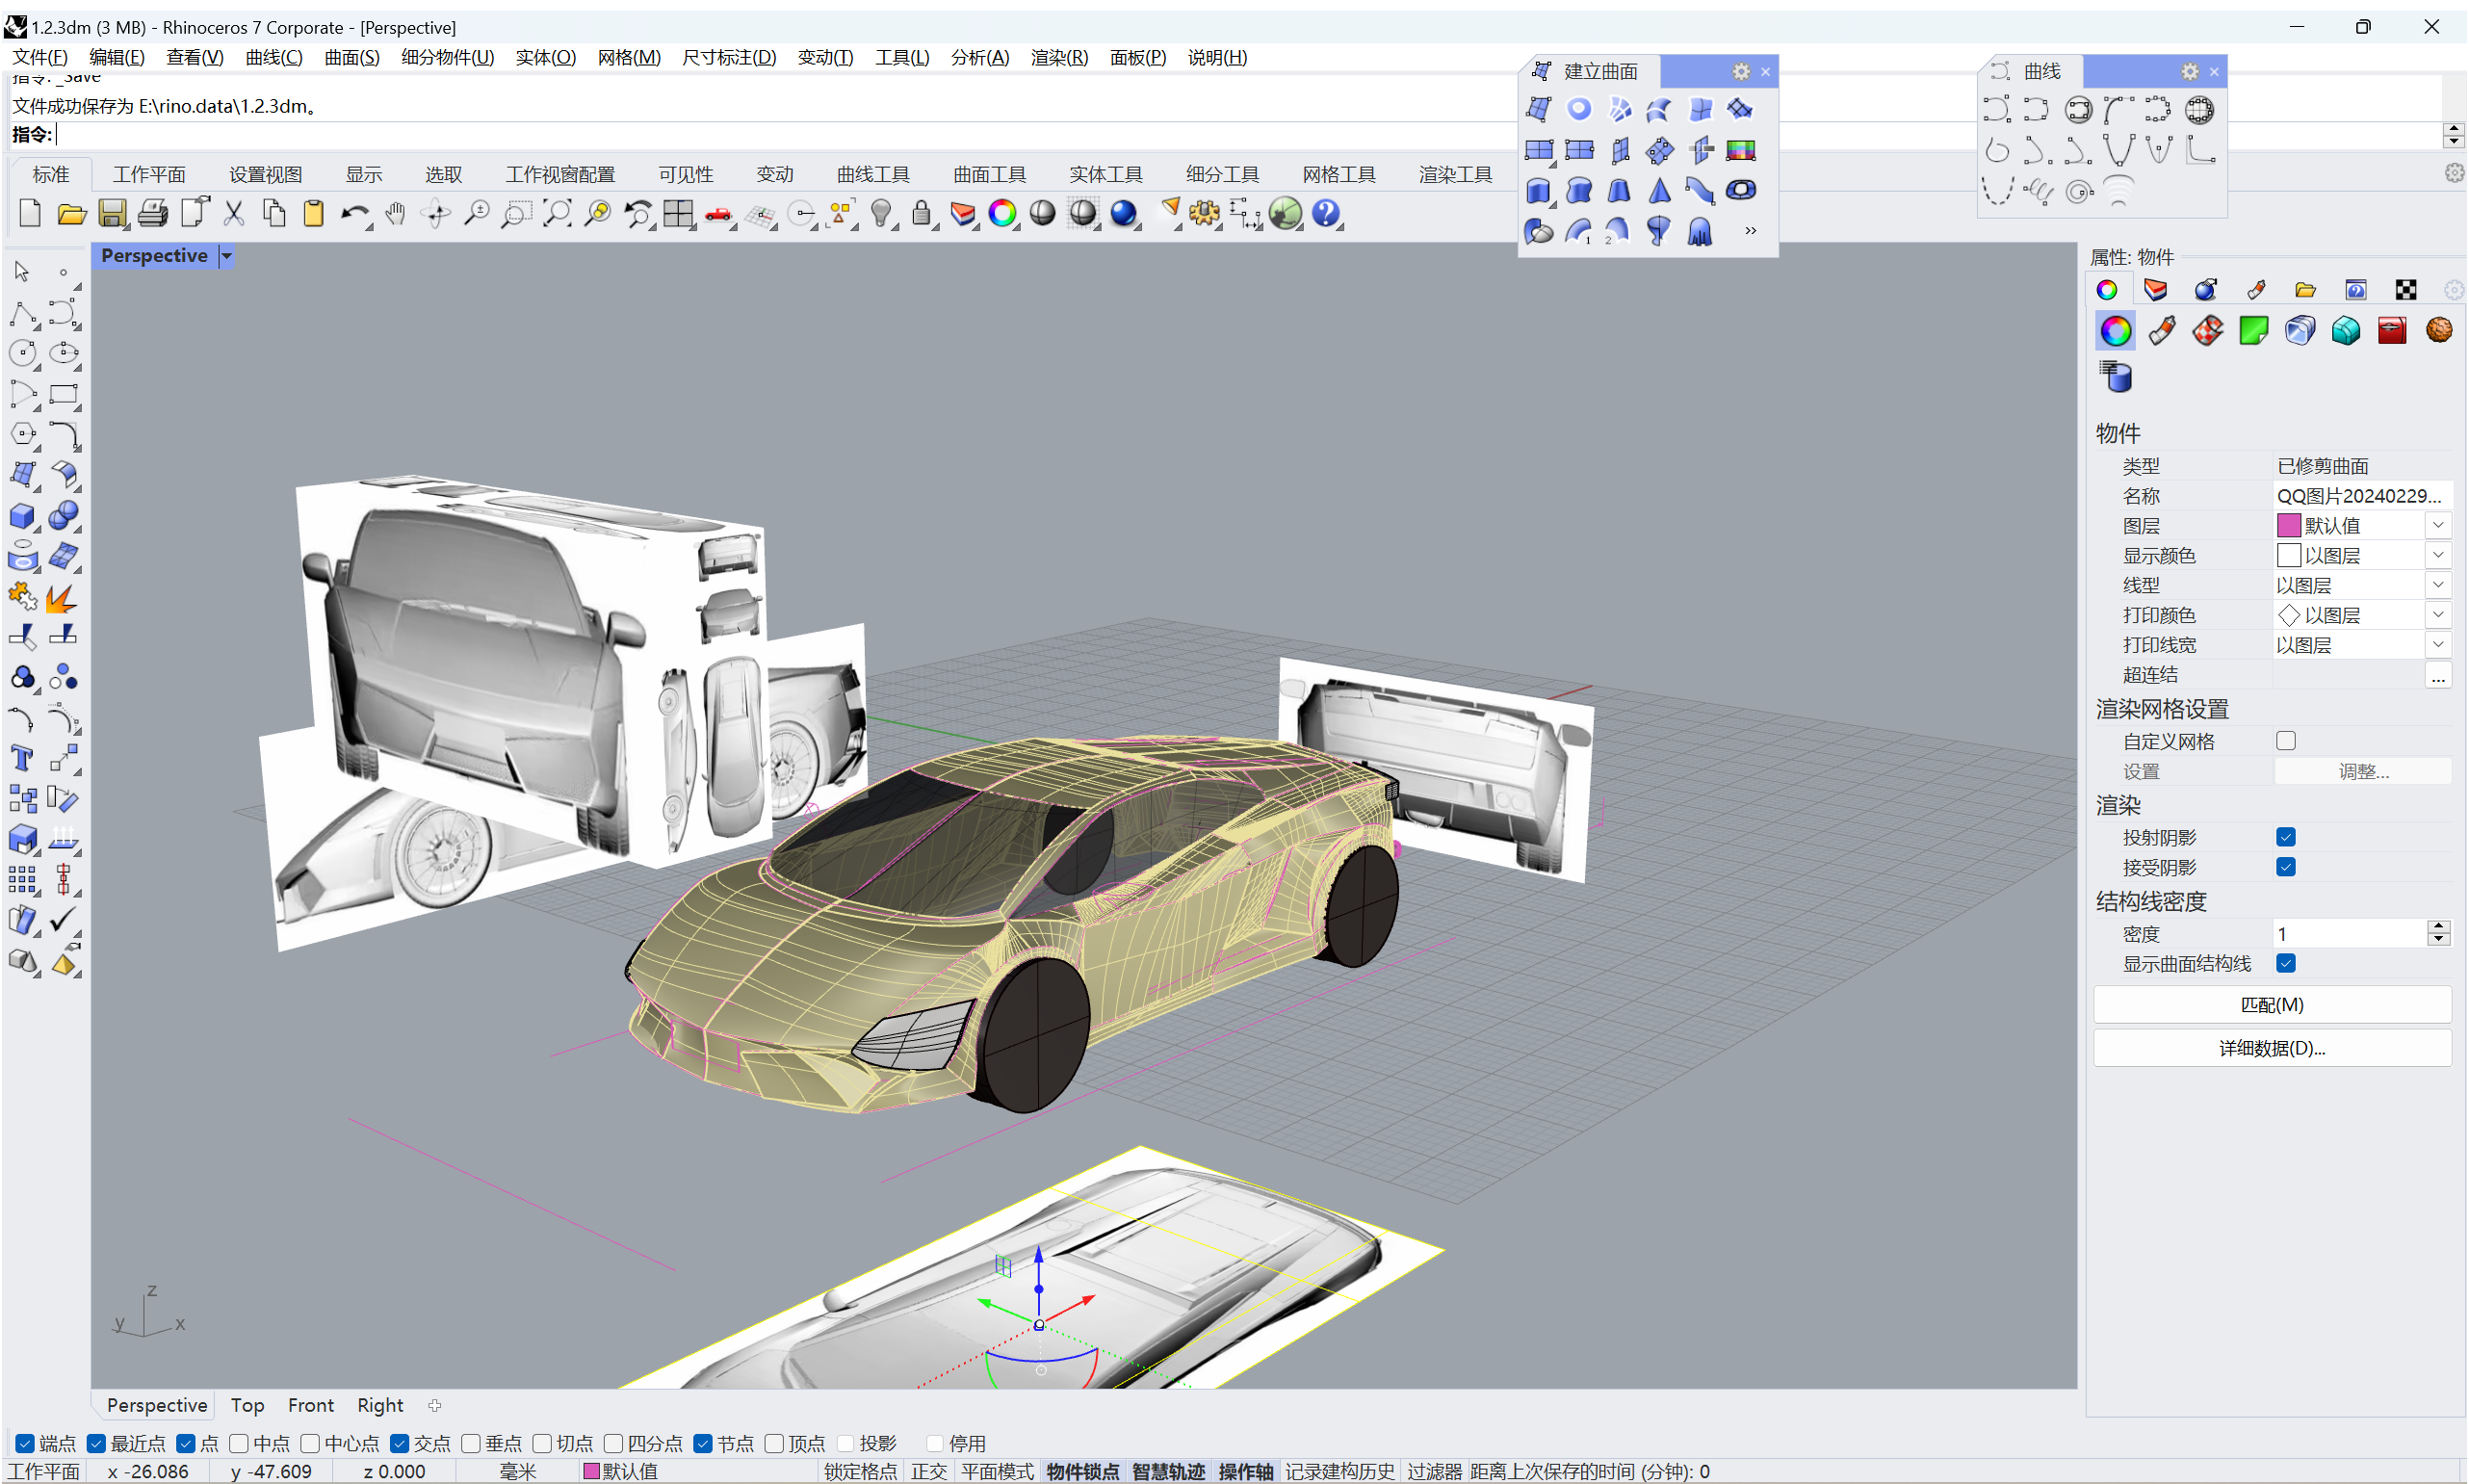 1.2.3dm (3 MB) - Rhinoceros 7 Corporate - [Perspective]
文件(F) 编辑(E) 查看(V) 曲线(C) 曲面(S) 细分物件(U) 实体(O) 网格(M) 尺寸标注(D) 变动(T) 工具(L) 分析(A) 渲染(R) 面板(P) 说明(H)
指令: _Save
文件成功保存为 E:\rino.data\1.2.3dm。
指令:
建立曲面
曲线
标准 工作平面 设置视图 显示 选取 工作视窗配置 可见性 变动 曲线工具 曲面工具 实体工具 细分工具 网格工具 渲染工具
Perspective
属性: 物件
物件
类型 已修剪曲面
名称 QQ图片20240229...
图层 默认值
显示颜色 以图层
线型 以图层
打印颜色 以图层
打印线宽 以图层
超连结 ...
渲染网格设置
自定义网格
设置 调整...
渲染
投射阴影
接受阴影
结构线密度
密度 1
显示曲面结构线
匹配(M)
详细数据(D)...
z
y x
Perspective Top Front Right
端点 最近点 点 中点 中心点 交点 垂点 切点 四分点 节点 顶点 投影 停用
工作平面 x -26.086 y -47.609 z 0.000 毫米 默认值 锁定格点 正交 平面模式 物件锁点 智慧轨迹 操作轴 记录建构历史 过滤器 距离上次保存的时间 (分钟): 0